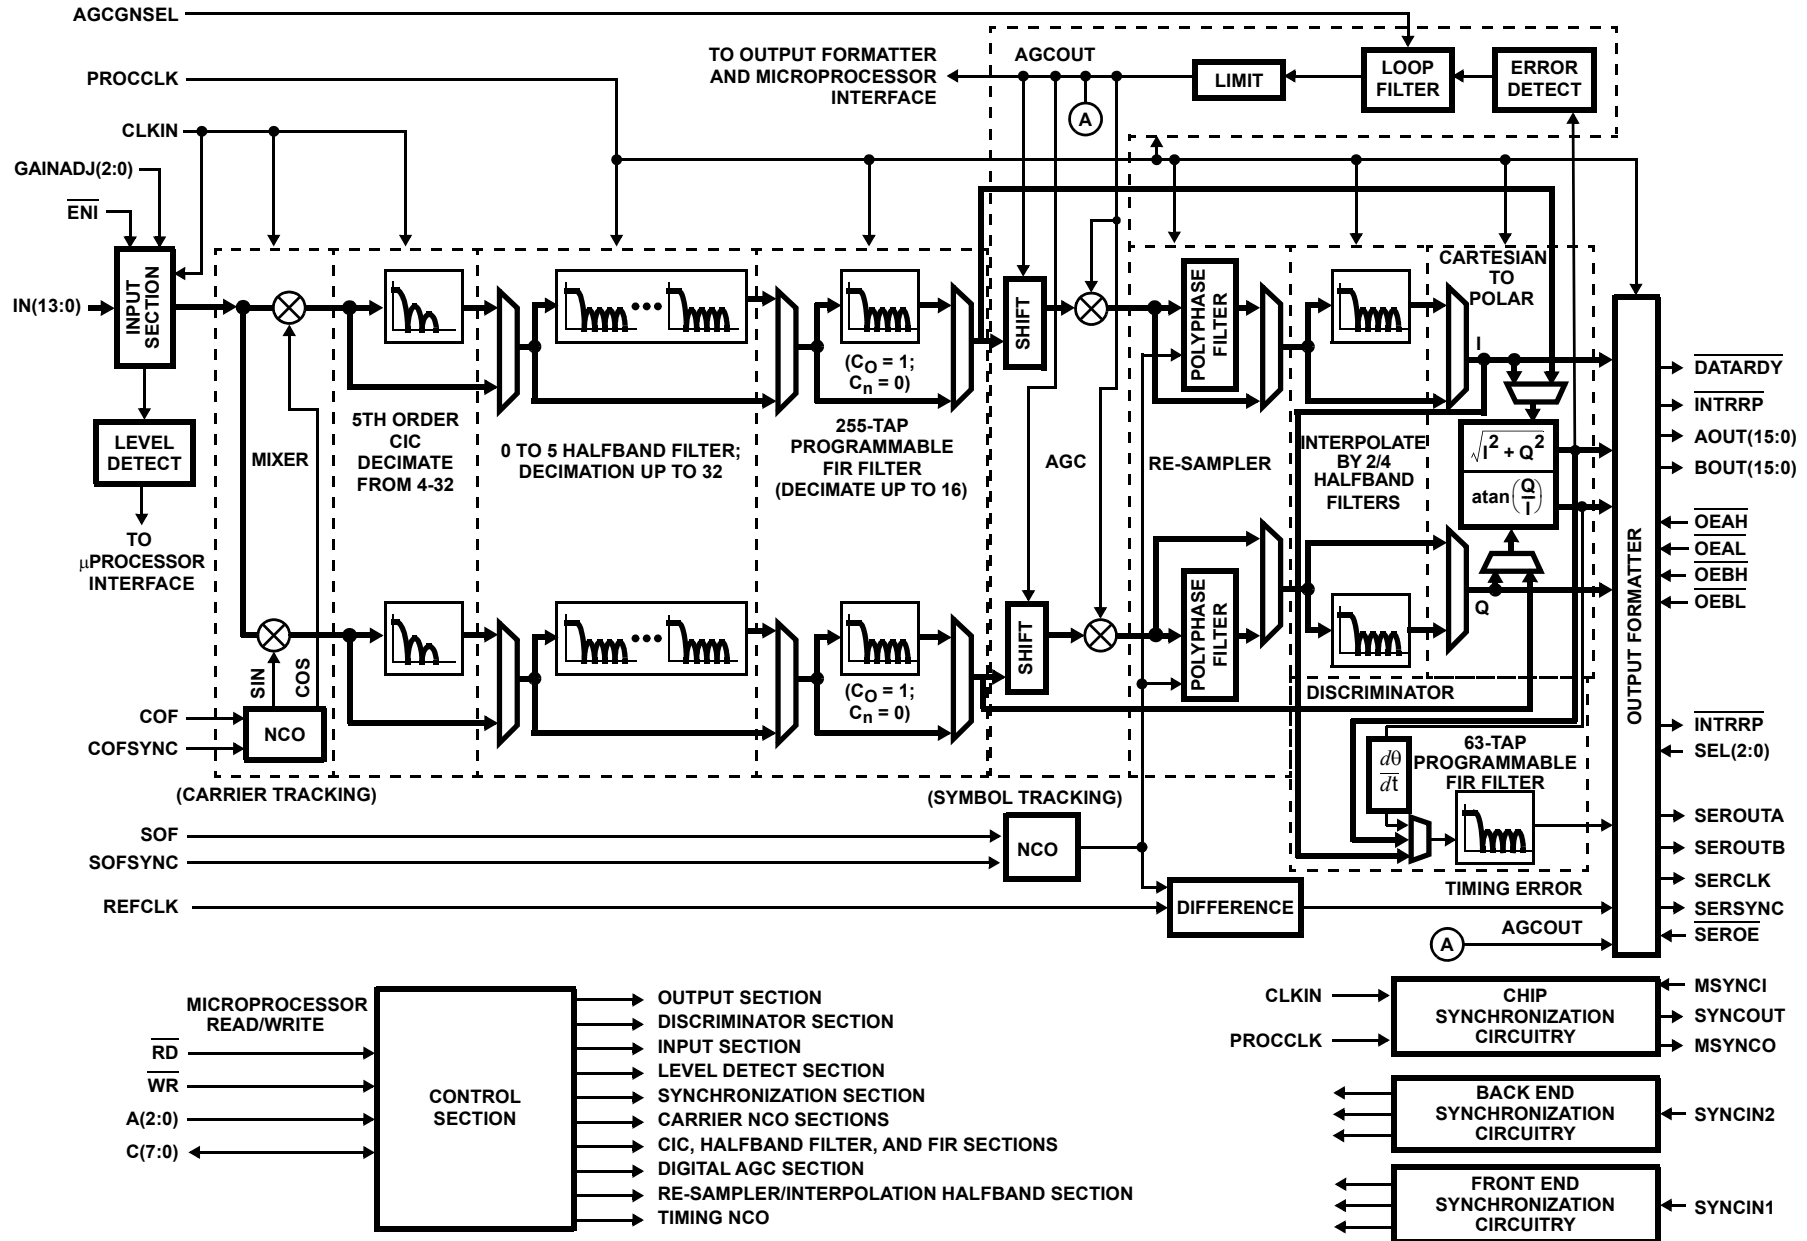 AGCGNSEL
PROCCLK
CLKIN
GAINADJ(2:0)
ENI
IN(13:0)
INPUT
SECTION
LEVEL
DETECT
TO
µPROCESSOR
INTERFACE
TO OUTPUT FORMATTER
AND MICROPROCESSOR
INTERFACE
AGCOUT
A
LIMIT
LOOP
FILTER
ERROR
DETECT
MIXER
SIN
COS
COF
COFSYNC
NCO
(CARRIER TRACKING)
5TH ORDER
CIC
DECIMATE
FROM 4-32
•••
0 TO 5 HALFBAND FILTER;
DECIMATION UP TO 32
•••
(CO = 1;
Cn = 0)
255-TAP
PROGRAMMABLE
FIR FILTER
(DECIMATE UP TO 16)
(CO = 1;
Cn = 0)
SHIFT
AGC
SHIFT
POLYPHASE
FILTER
RE-SAMPLER
POLYPHASE
FILTER
INTERPOLATE
BY 2/4
HALFBAND
FILTERS
CARTESIAN
TO
POLAR
I
√I2 + Q2
atan(Q/I)
Q
DISCRIMINATOR
dθ
dt
63-TAP
PROGRAMMABLE
FIR FILTER
(SYMBOL TRACKING)
SOF
SOFSYNC
NCO
REFCLK
DIFFERENCE
TIMING ERROR
A
AGCOUT
OUTPUT FORMATTER
DATARDY
INTRRP
AOUT(15:0)
BOUT(15:0)
OEAH
OEAL
OEBH
OEBL
INTRRP
SEL(2:0)
SEROUTA
SEROUTB
SERCLK
SERSYNC
SEROE
MICROPROCESSOR
READ/WRITE
RD
WR
A(2:0)
C(7:0)
CONTROL
SECTION
OUTPUT SECTION
DISCRIMINATOR SECTION
INPUT SECTION
LEVEL DETECT SECTION
SYNCHRONIZATION SECTION
CARRIER NCO SECTIONS
CIC, HALFBAND FILTER, AND FIR SECTIONS
DIGITAL AGC SECTION
RE-SAMPLER/INTERPOLATION HALFBAND SECTION
TIMING NCO
CLKIN
PROCCLK
CHIP
SYNCHRONIZATION
CIRCUITRY
MSYNCI
SYNCOUT
MSYNCO
BACK END
SYNCHRONIZATION
CIRCUITRY
SYNCIN2
FRONT END
SYNCHRONIZATION
CIRCUITRY
SYNCIN1